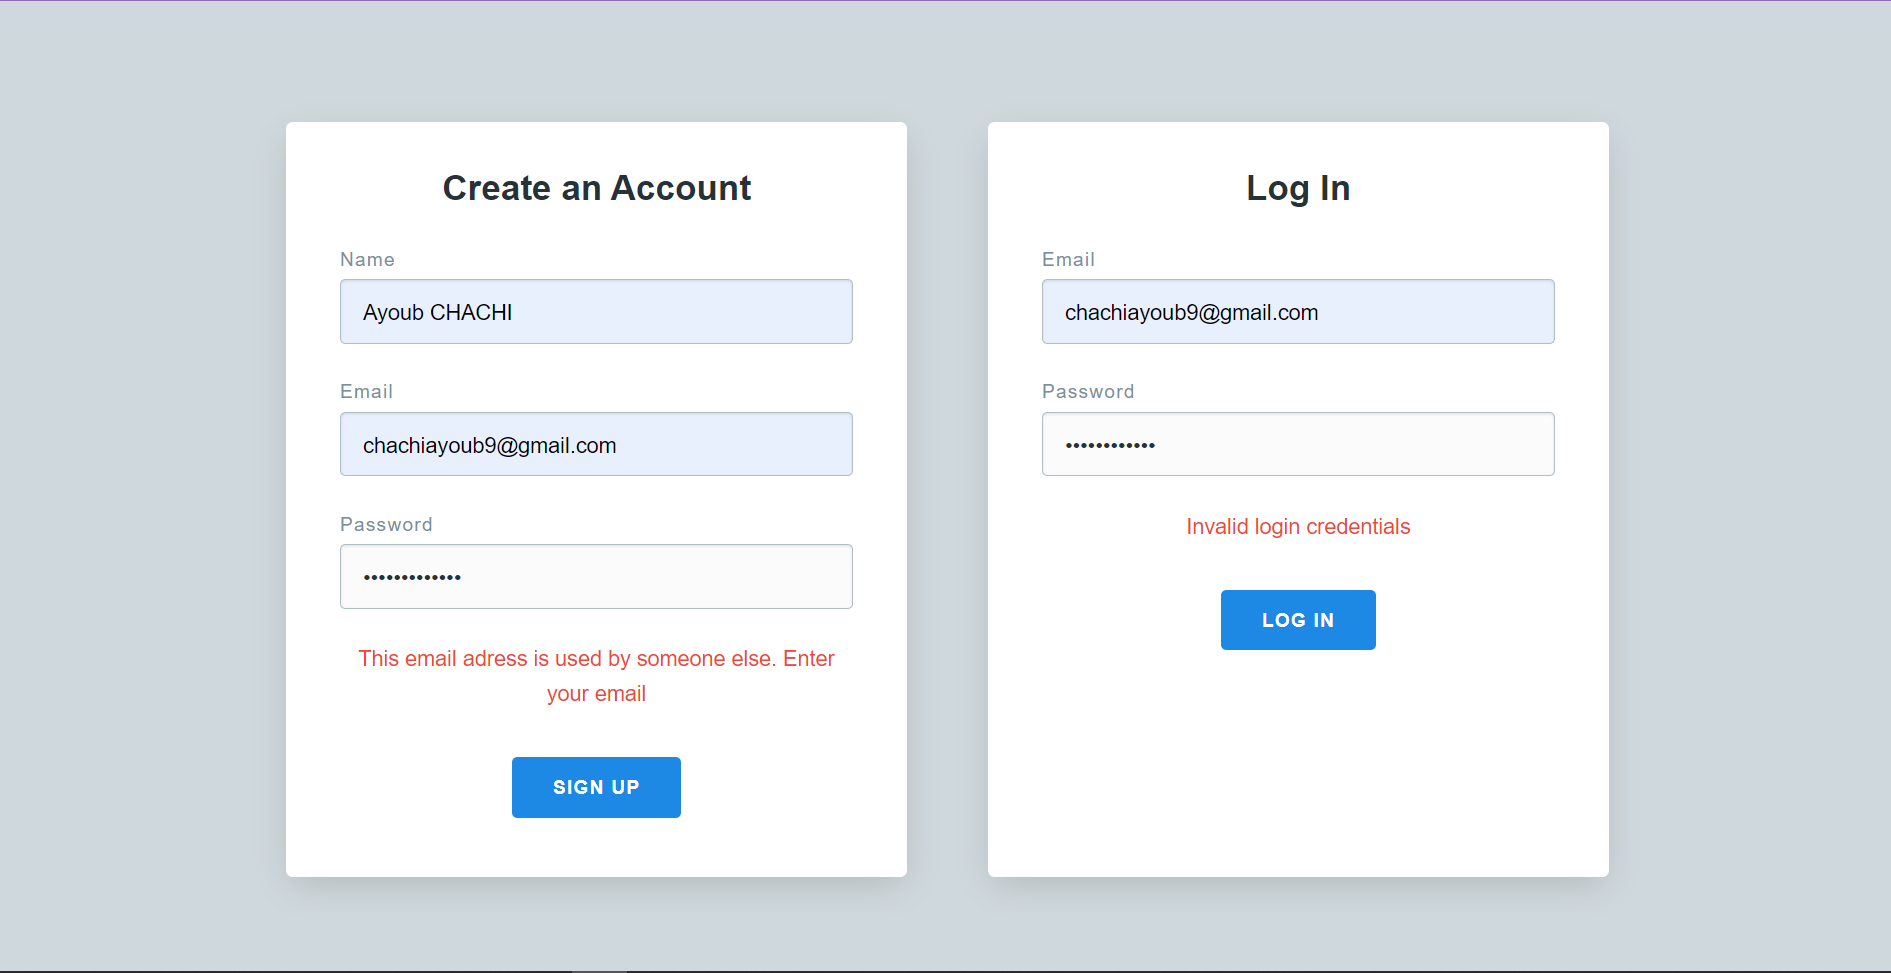 Create an Account
Name
Ayoub CHACHI
Email
chachiayoub9@gmail.com
Password
•••••••••••••
This email adress is used by someone else. Enter
your email
SIGN UP
Log In
Email
chachiayoub9@gmail.com
Password
••••••••••••
Invalid login credentials
LOG IN